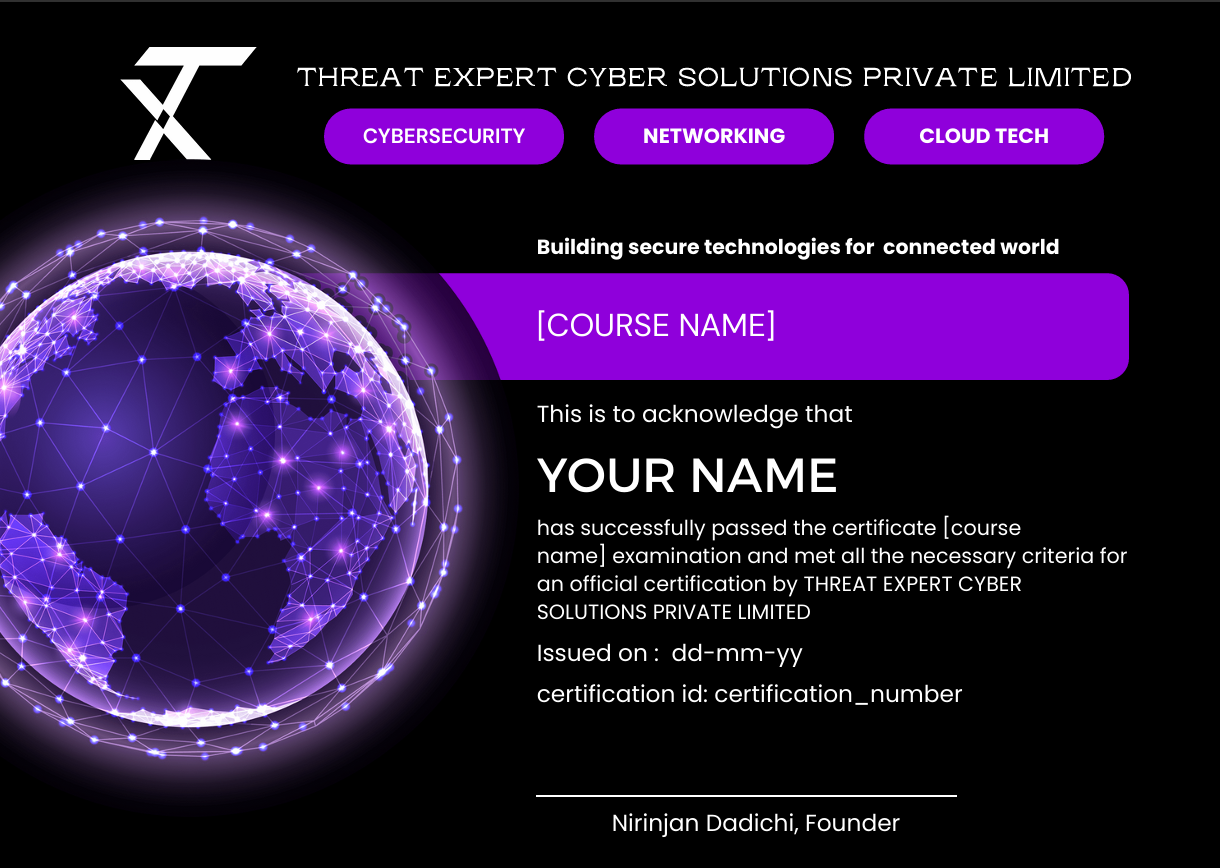 THREAT EXPERT CYBER SOLUTIONS PRIVATE LIMITED
CYBERSECURITY NETWORKING CLOUD TECH
Building secure technologies for  connected world
[COURSE NAME]
This is to acknowledge that
YOUR NAME
has successfully passed the certificate [course
name] examination and met all the necessary criteria for
an official certification by THREAT EXPERT CYBER
SOLUTIONS PRIVATE LIMITED
Issued on :  dd-mm-yy
certification id: certification_number
Nirinjan Dadichi, Founder